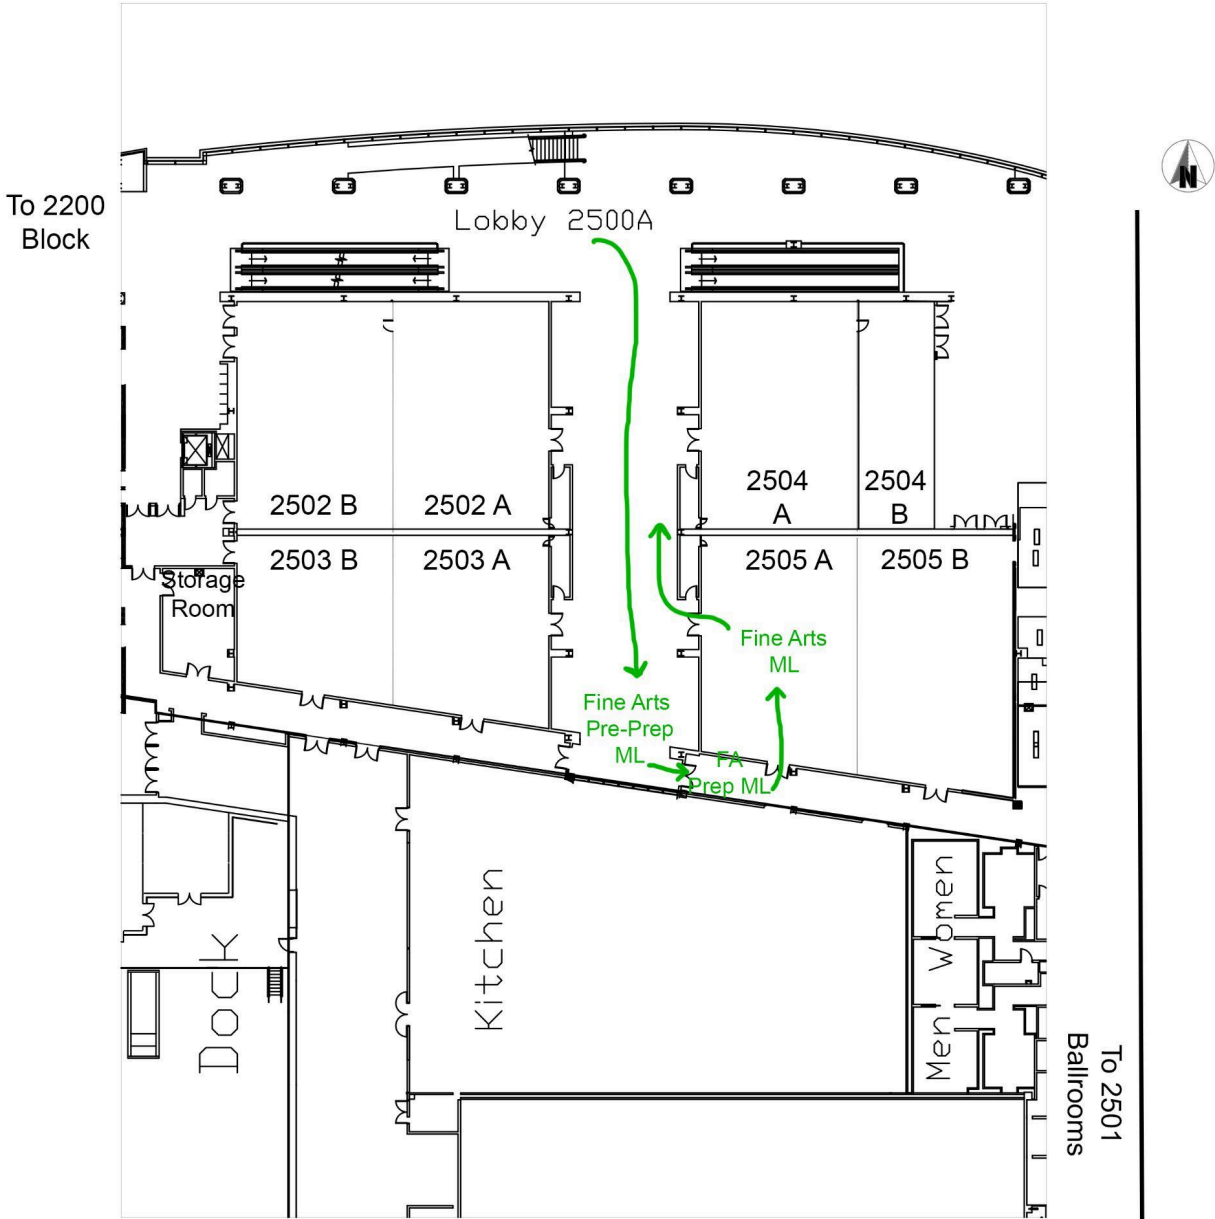 To 2200
Block
Lobby 2500A
N
2502 B
2502 A
2504
A
2504
B
2503 B
2503 A
2505 A
2505 B
Storage
Room
Fine Arts
ML
Fine Arts
Pre-Prep
ML
FA
Prep ML
Kitchen
Dock
Women
Men
To 2501
Ballrooms